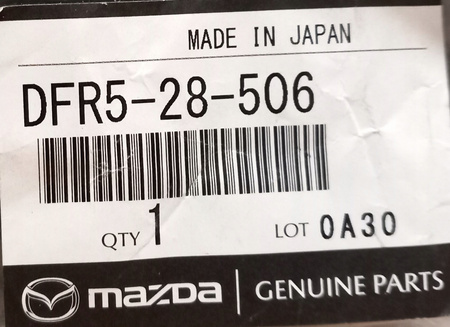 MADE IN JAPAN
DFR5-28-506
QTY 1 LOT 0A30
mazda GENUINE PARTS